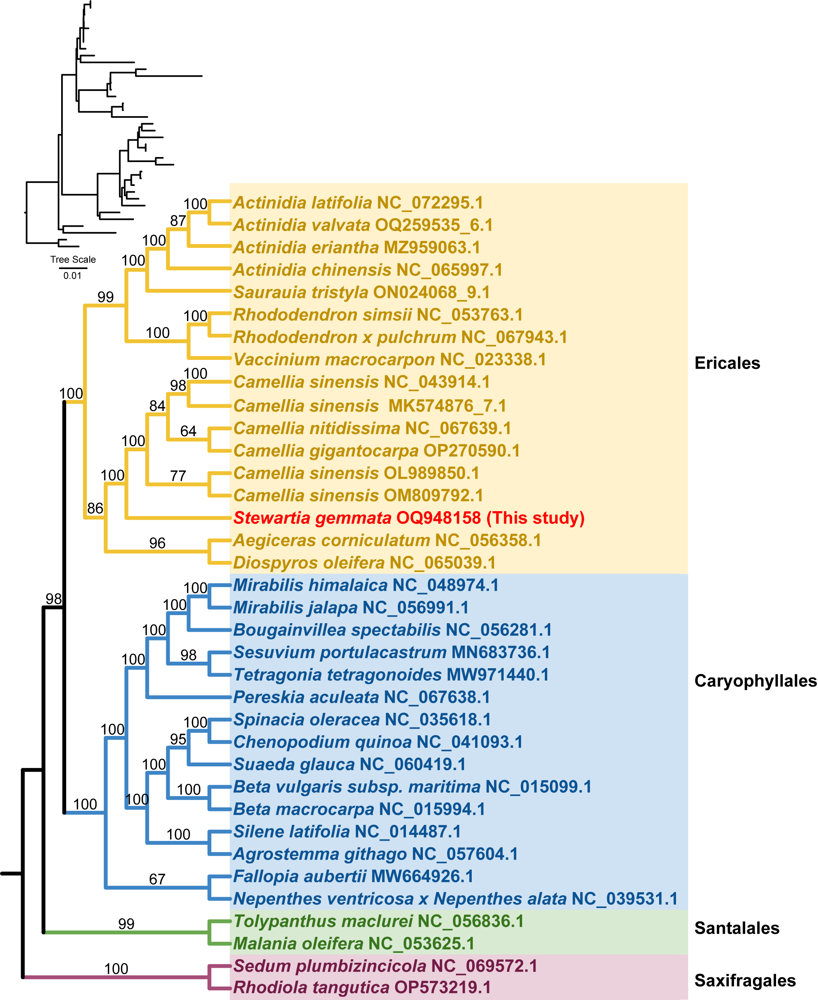 Tree Scale
0.01
100
Actinidia latifolia NC_072295.1
87
Actinidia valvata OQ259535_6.1
100
Actinidia eriantha MZ959063.1
100
Actinidia chinensis NC_065997.1
99
Saurauia tristyla ON024068_9.1
100
Rhododendron simsii NC_053763.1
100
Rhododendron x pulchrum NC_067943.1
Vaccinium macrocarpon NC_023338.1
Ericales
100
Camellia sinensis NC_043914.1
98
100
84
Camellia sinensis MK574876_7.1
64
Camellia nitidissima NC_067639.1
100
Camellia gigantocarpa OP270590.1
100
77
Camellia sinensis OL989850.1
Camellia sinensis OM809792.1
86
Stewartia gemmata OQ948158 (This study)
96
Aegiceras corniculatum NC_056358.1
Diospyros oleifera NC_065039.1
100
Mirabilis himalaica NC_048974.1
98
100
Mirabilis jalapa NC_056991.1
100
Bougainvillea spectabilis NC_056281.1
100
98
Sesuvium portulacastrum MN683736.1
Tetragonia tetragonoides MW971440.1
Caryophyllales
Pereskia aculeata NC_067638.1
100
100
Spinacia oleracea NC_035618.1
95
Chenopodium quinoa NC_041093.1
100
Suaeda glauca NC_060419.1
100
Beta vulgaris subsp. maritima NC_015099.1
100
100
Beta macrocarpa NC_015994.1
100
Silene latifolia NC_014487.1
Agrostemma githago NC_057604.1
67
Fallopia aubertii MW664926.1
Nepenthes ventricosa x Nepenthes alata NC_039531.1
99
Tolypanthus maclurei NC_056836.1
Santalales
Malania oleifera NC_053625.1
100
Sedum plumbizincicola NC_069572.1
Saxifragales
Rhodiola tangutica OP573219.1